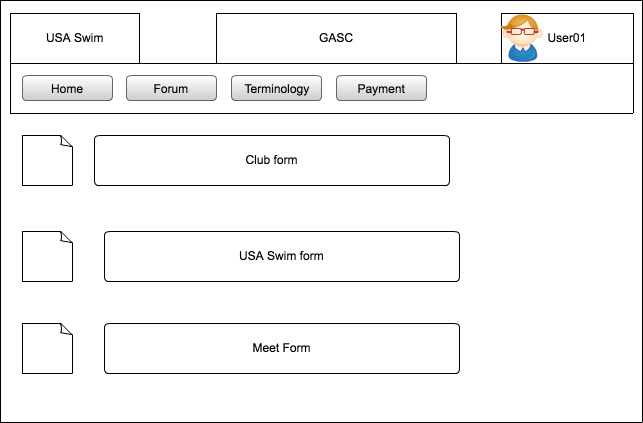 USA Swim
GASC
User01
Home
Forum
Terminology
Payment
Club form
USA Swim form
Meet Form